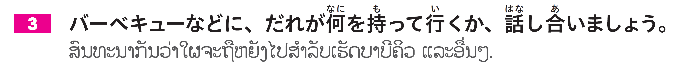 3 バーベキューなどに、だれが何を持って行くか、話し合いましょう。
ສົນທະນາກັນວ່າໃຜຈະຖືຫຍັງໄປສຳລັບເຮັດບາບີຄິວ ແລະອື່ນໆ.